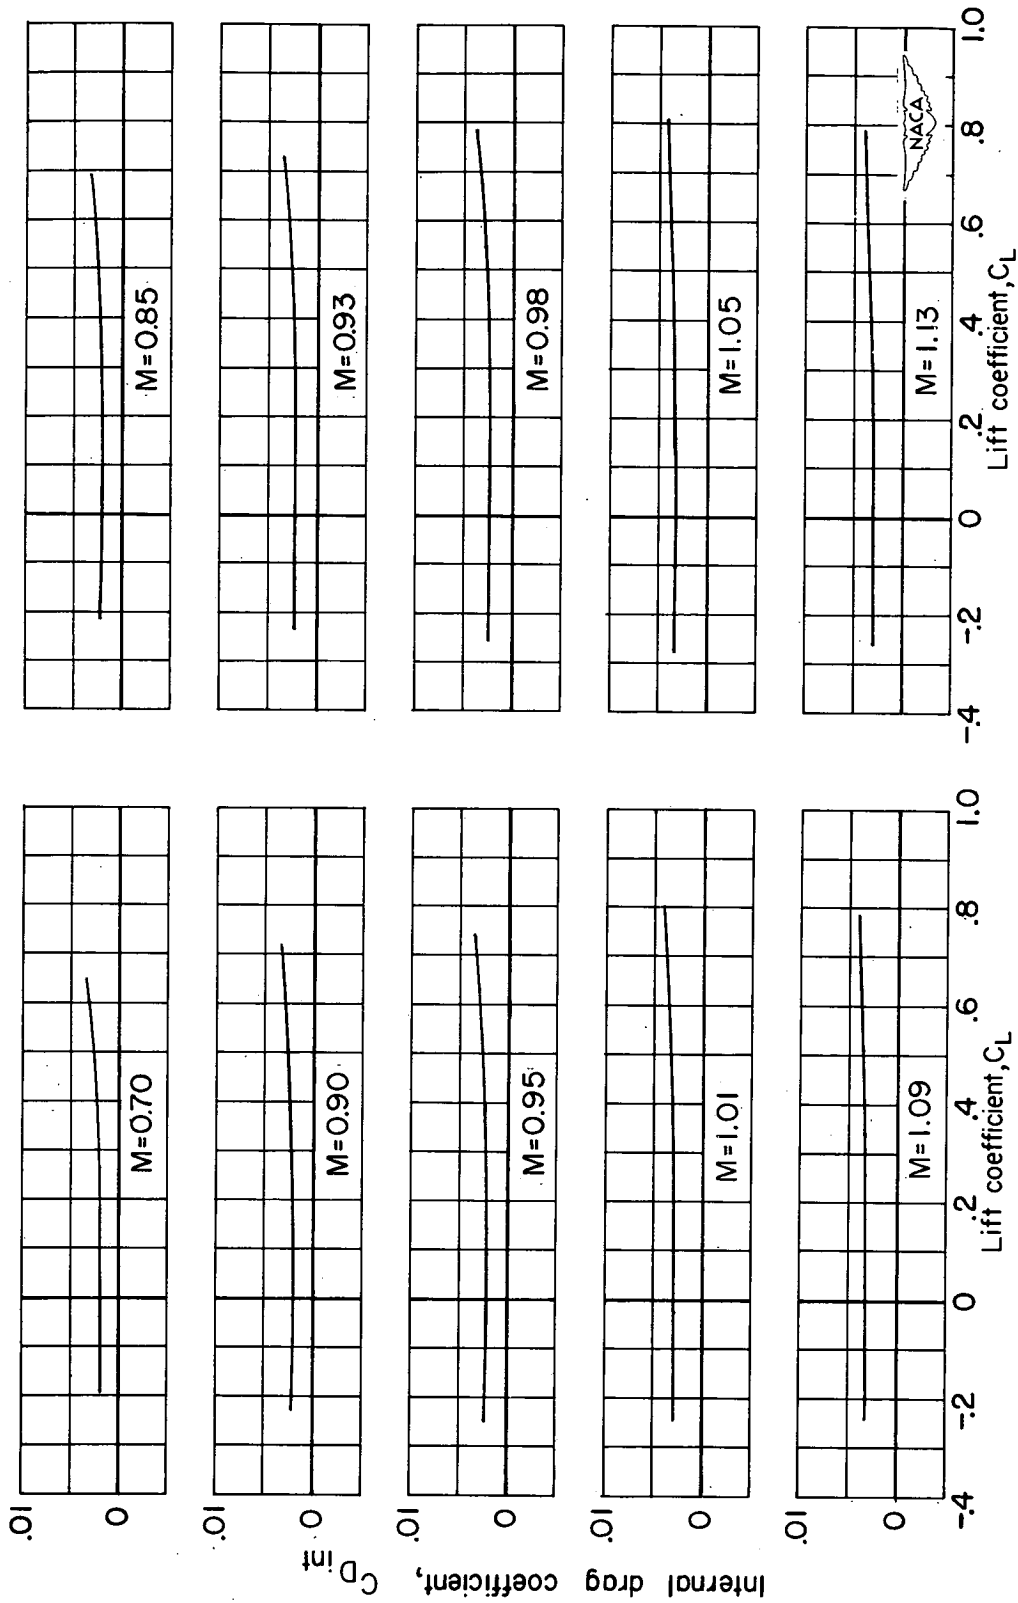 Internal drag coefficient, C_D int
.01
0
M=0.70
M=0.85
.01
0
M=0.90
M=0.93
.01
0
M=0.95
M=0.98
.01
0
M=1.01
M=1.05
.01
0
M=1.09
M=1.13
NACA
-.4 -.2 0 .2 .4 .6 .8 1.0
Lift coefficient, C_L
-.4 -.2 0 .2 .4 .6 .8 1.0
Lift coefficient, C_L